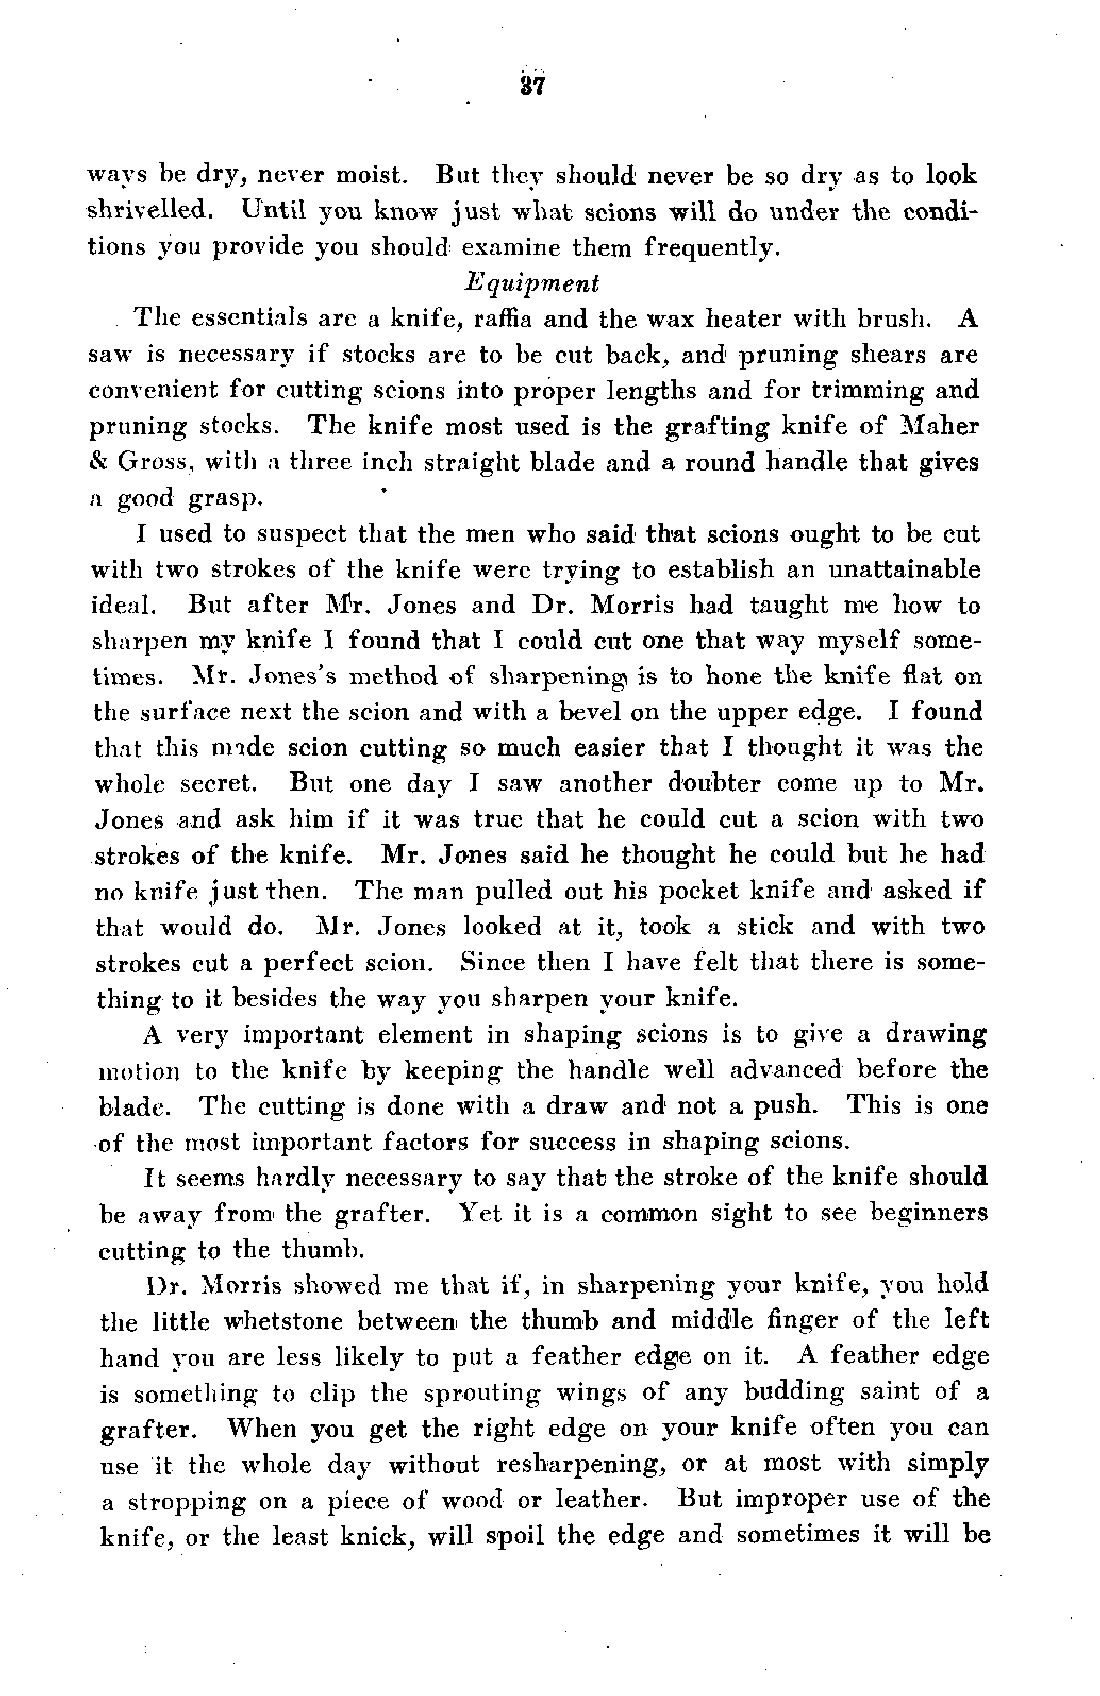 37
ways be dry, never moist. But they should never be so dry as to look
shrivelled. Until you know just what scions will do under the condi-
tions you provide you should examine them frequently.
Equipment
The essentials are a knife, raffia and the wax heater with brush. A
saw is necessary if stocks are to be cut back, and pruning shears are
convenient for cutting scions into proper lengths and for trimming and
pruning stocks. The knife most used is the grafting knife of Maher
& Gross, with a three inch straight blade and a round handle that gives
a good grasp.
I used to suspect that the men who said that scions ought to be cut
with two strokes of the knife were trying to establish an unattainable
ideal. But after Mr. Jones and Dr. Morris had taught me how to
sharpen my knife I found that I could cut one that way myself some-
times. Mr. Jones's method of sharpening is to hone the knife flat on
the surface next the scion and with a bevel on the upper edge. I found
that this made scion cutting so much easier that I thought it was the
whole secret. But one day I saw another doubter come up to Mr.
Jones and ask him if it was true that he could cut a scion with two
strokes of the knife. Mr. Jones said he thought he could but he had
no knife just then. The man pulled out his pocket knife and asked if
that would do. Mr. Jones looked at it, took a stick and with two
strokes cut a perfect scion. Since then I have felt that there is some-
thing to it besides the way you sharpen your knife.
A very important element in shaping scions is to give a drawing
motion to the knife by keeping the handle well advanced before the
blade. The cutting is done with a draw and not a push. This is one
of the most important factors for success in shaping scions.
It seems hardly necessary to say that the stroke of the knife should
be away from the grafter. Yet it is a common sight to see beginners
cutting to the thumb.
Dr. Morris showed me that if, in sharpening your knife, you hold
the little whetstone between the thumb and middle finger of the left
hand you are less likely to put a feather edge on it. A feather edge
is something to clip the sprouting wings of any budding saint of a
grafter. When you get the right edge on your knife often you can
use it the whole day without resharpening, or at most with simply
a stropping on a piece of wood or leather. But improper use of the
knife, or the least knick, will spoil the edge and sometimes it will be